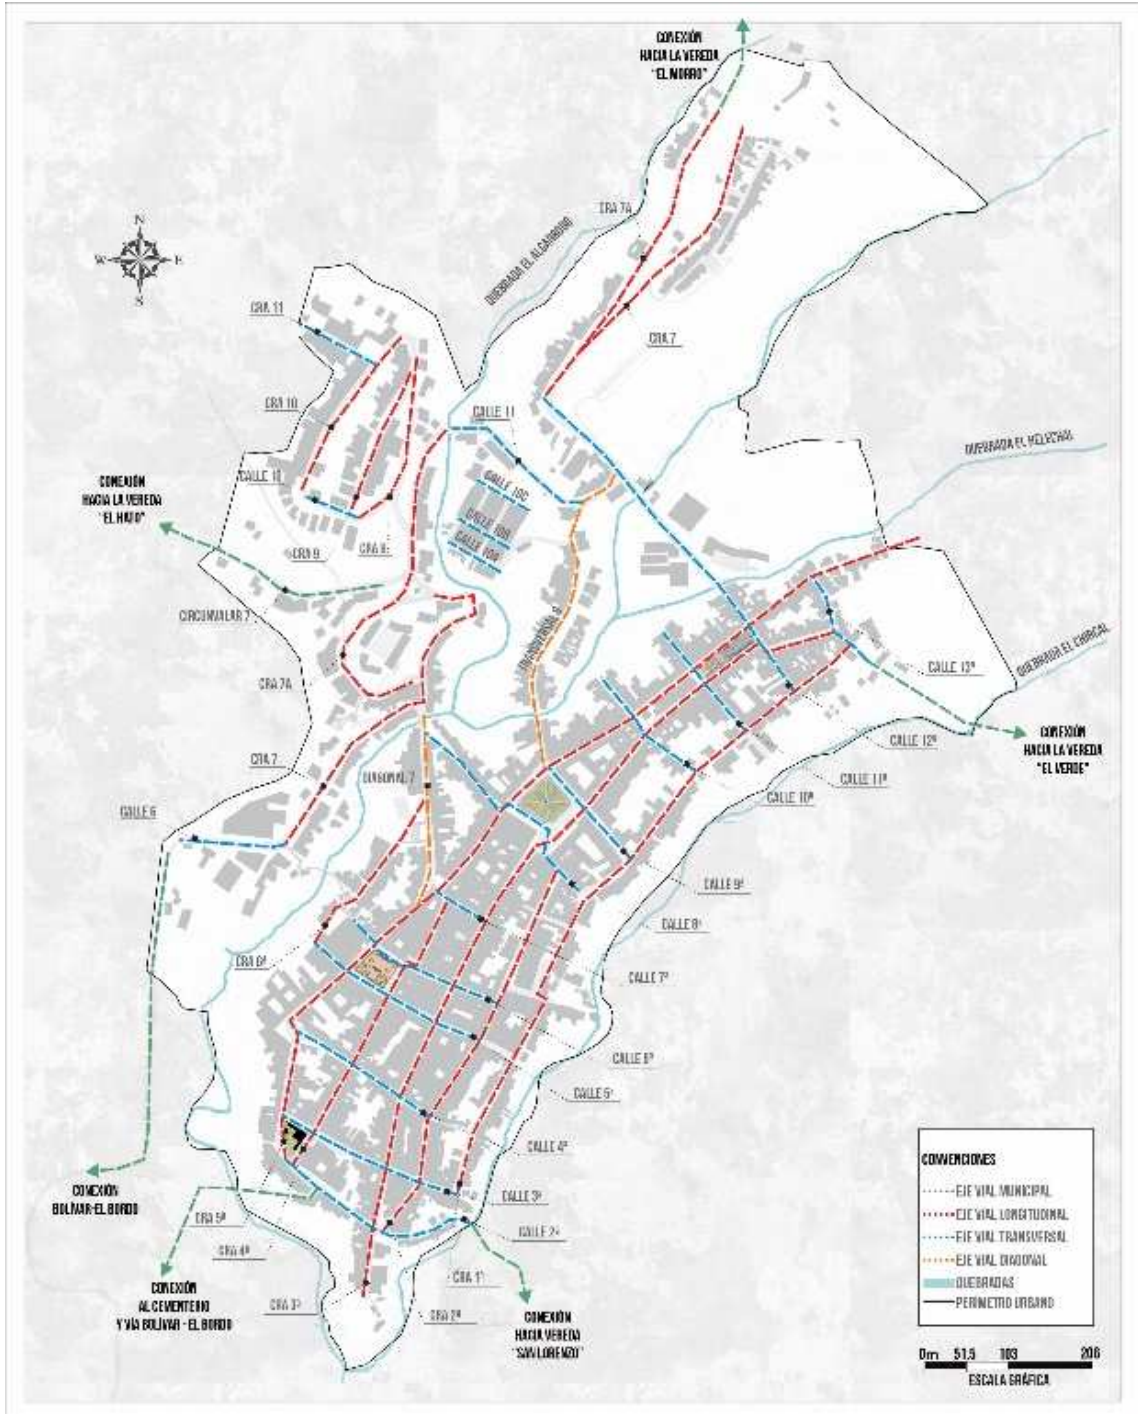 CONEXIÓN
HACIA LA VEREDA
"EL MORRO"
CRA 7A
QUEBRADA EL ALGARROBO
N
W
E
S
CRA 11
CRA 7
CRA 10
CALLE 11
QUEBRADA EL HELECHAL
CALLE 10C
CONEXIÓN
HACIA LA VEREDA
"EL HATO"
CALLE 10B
CALLE 10A
CRA 9
CIRCUNVALAR 7
QUEBRADA EL CHIRCAL
CALLE 13ª
CRA 7A
CONEXIÓN
HACIA LA VEREDA
"EL VERDE"
CALLE 12ª
CRA 7
DIAGONAL 7
CALLE 11ª
CALLE 10ª
CALLE 6
CALLE 9ª
CALLE 8ª
CRA 6ª
CALLE 7ª
CALLE 6ª
CALLE 5ª
CALLE 4ª
CONEXIÓN
BOLÍVAR-EL BORDO
CALLE 3ª
CRA 5ª
CALLE 2ª
CRA 4ª
CRA 1ª
CONEXIÓN
AL CEMENTERIO
Y VÍA BOLÍVAR - EL BORDO
CRA 3ª
CRA 2ª
CONEXIÓN
HACIA VEREDA
"SAN LORENZO"
CONVENCIONES
EJE VIAL MUNICIPAL
EJE VIAL LONGITUDINAL
EJE VIAL TRANSVERSAL
EJE VIAL DIAGONAL
QUEBRADAS
PERÍMETRO URBANO
0m 51.5 103 206
ESCALA GRÁFICA